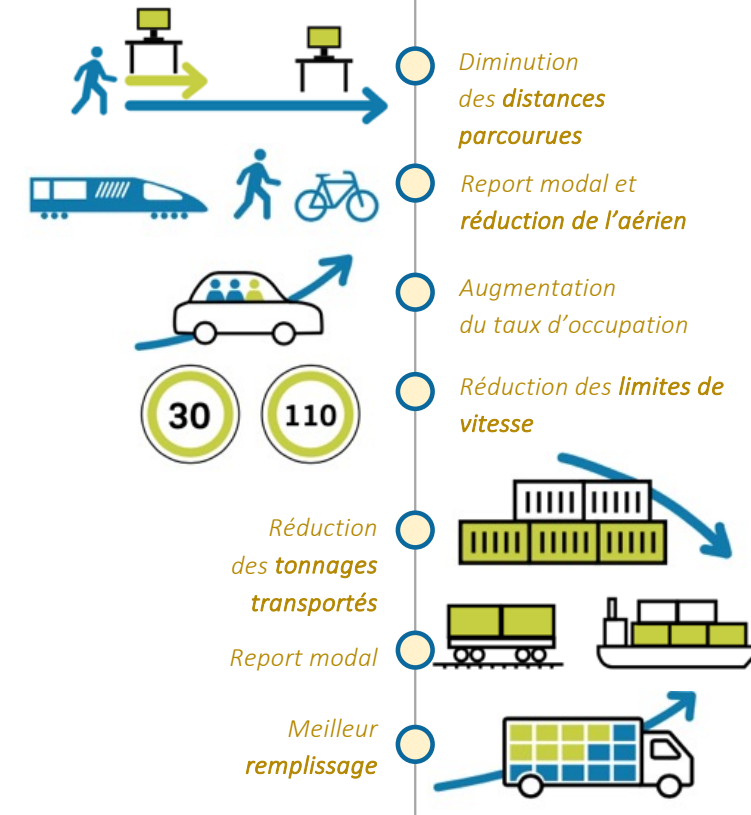 Diminution
des distances
parcourues
Report modal et
réduction de l’aérien
Augmentation
du taux d’occupation
30
110
Réduction des limites de
vitesse
Réduction
des tonnages
transportés
Report modal
Meilleur
remplissage